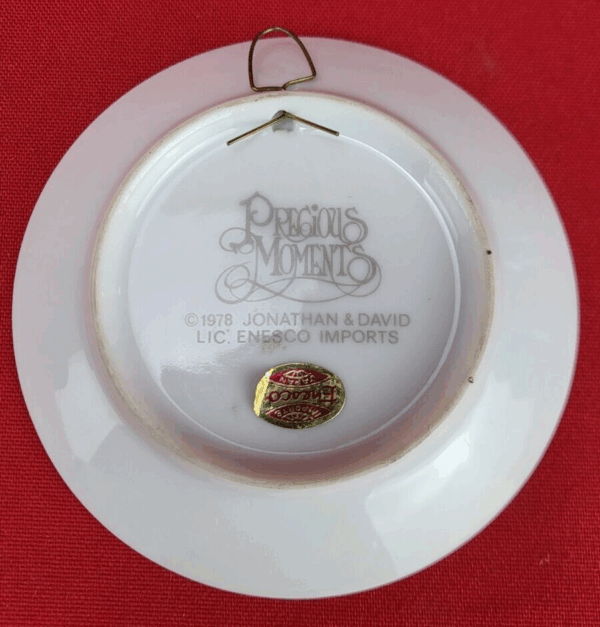 Precious
Moments
©1978 JONATHAN & DAVID
LIC. ENESCO IMPORTS
Enesco